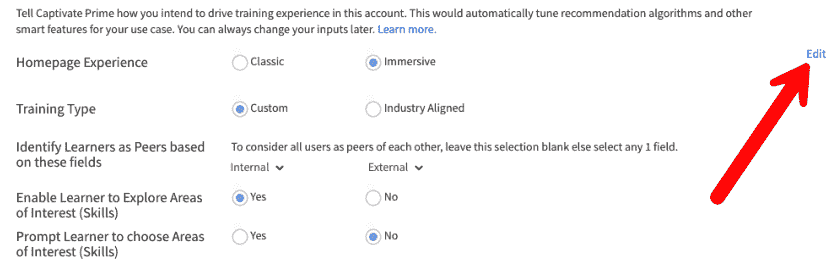 Tell Captivate Prime how you intend to drive training experience in this account. This would automatically tune recommendation algorithms and other
smart features for your use case. You can always change your inputs later. Learn more.
Homepage Experience Classic Immersive Edit
Training Type Custom Industry Aligned
Identify Learners as Peers based To consider all users as peers of each other, leave this selection blank else select any 1 field.
on these fields Internal External
Enable Learner to Explore Areas Yes No
of Interest (Skills)
Prompt Learner to choose Areas Yes No
of Interest (Skills)